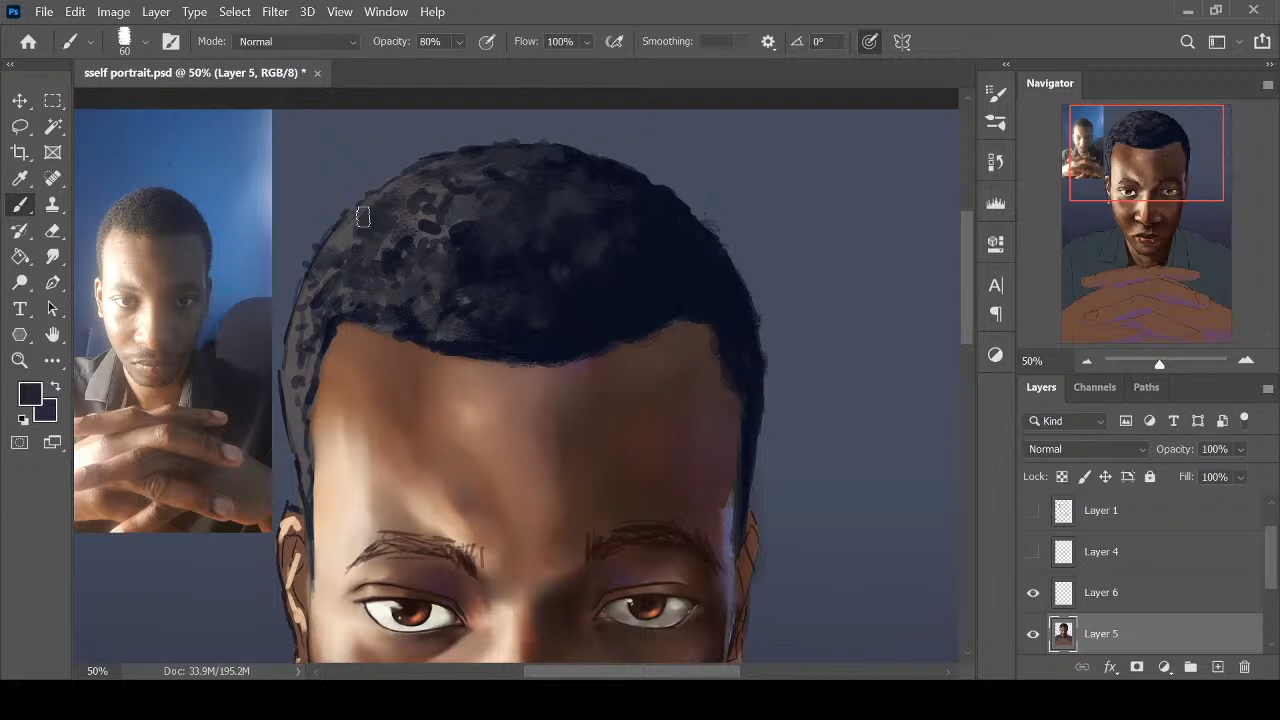 Ps File Edit Image Layer Type Select Filter 3D View Window Help
60 Mode: Normal Opacity: 80% Flow: 100% Smoothing: 0°
sself portrait.psd @ 50% (Layer 5, RGB/8) *
Navigator
50%
Layers Channels Paths
Kind
Normal Opacity: 100%
Lock: Fill: 100%
Layer 1
Layer 4
Layer 6
Layer 5
fx
50% Doc: 33.9M/195.2M